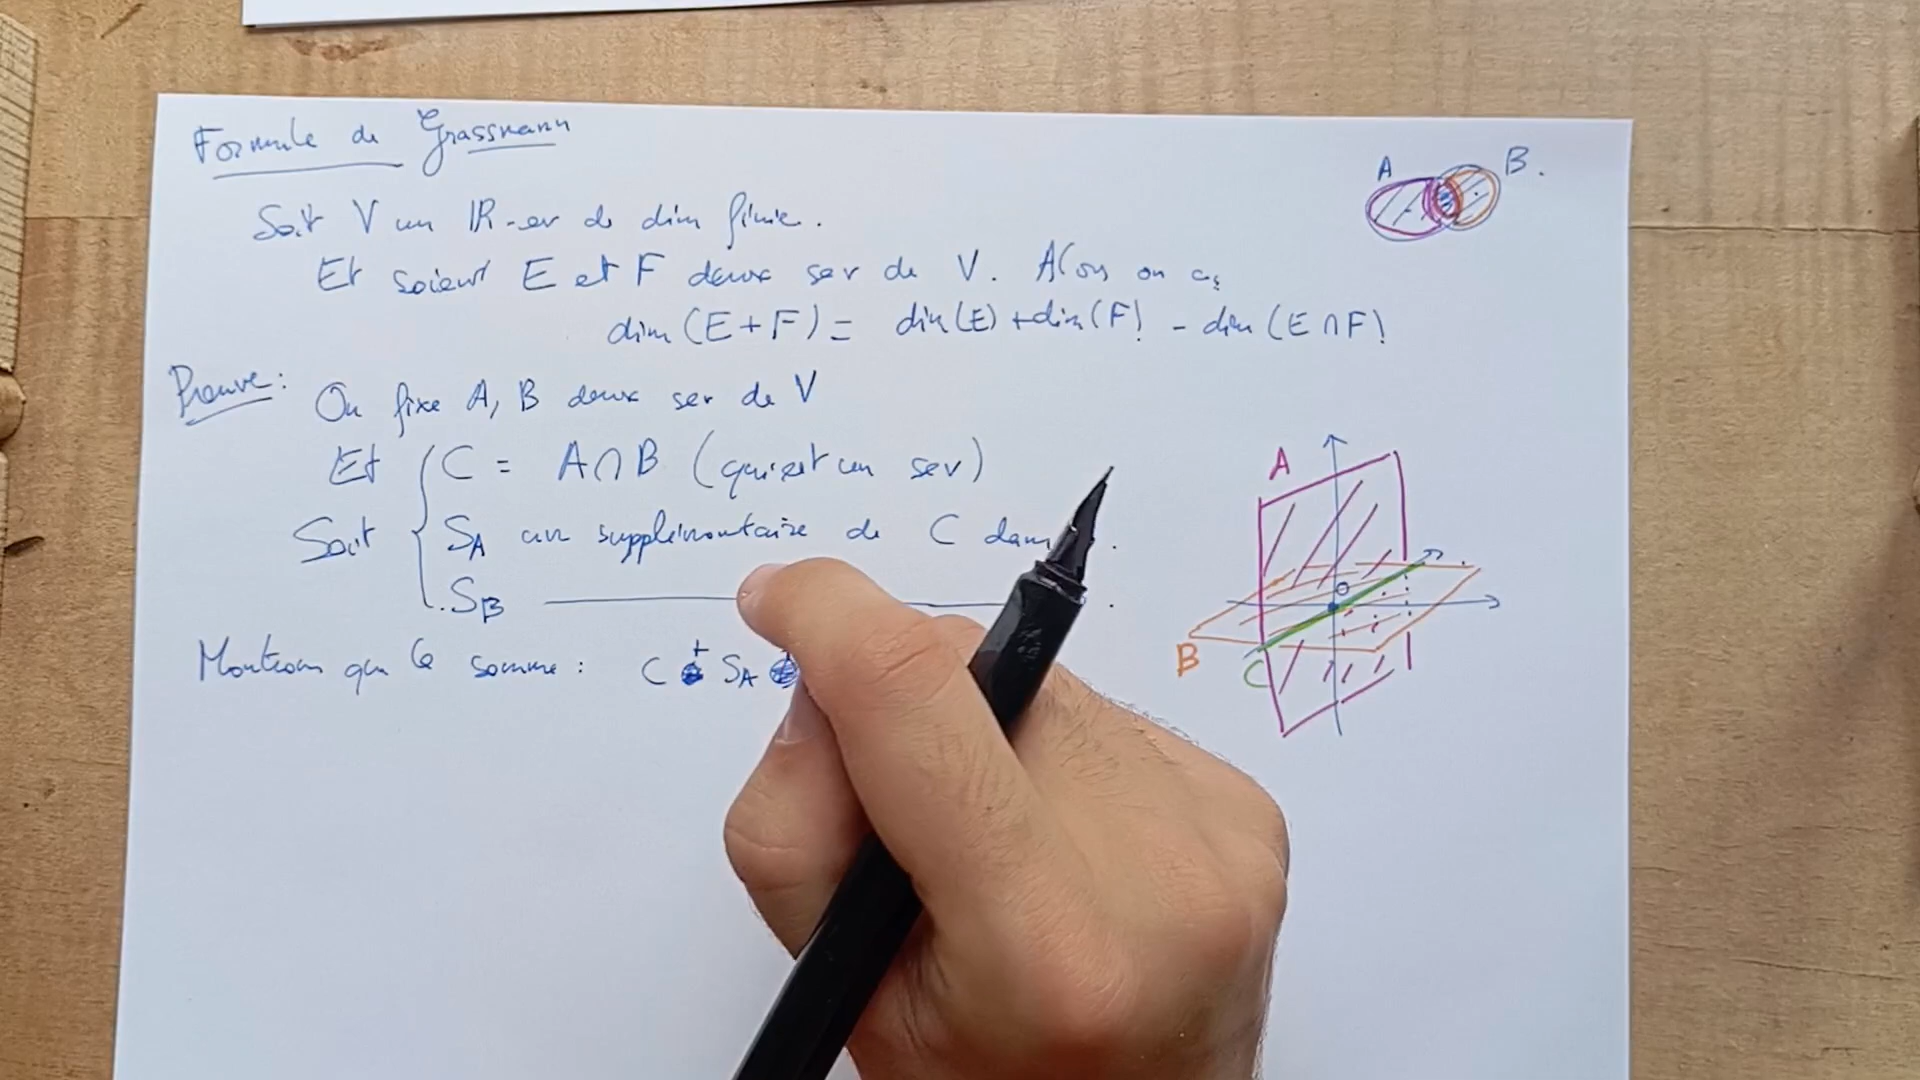 Formule de Grassmann
Soit V un IR-ev de dim finie.
Et soient E et F deux sev de V. Alors on a:
dim (E + F) = dim(E) + dim(F) - dim (E ∩ F)
Preuve:
On fixe A, B deux sev de V
Et
Soit
C = A ∩ B (qui est un sev)
S_A un supplémentaire de C dans .
S_B .
Montrons que la somme : C + S_A +
A B.
A
B
C
O